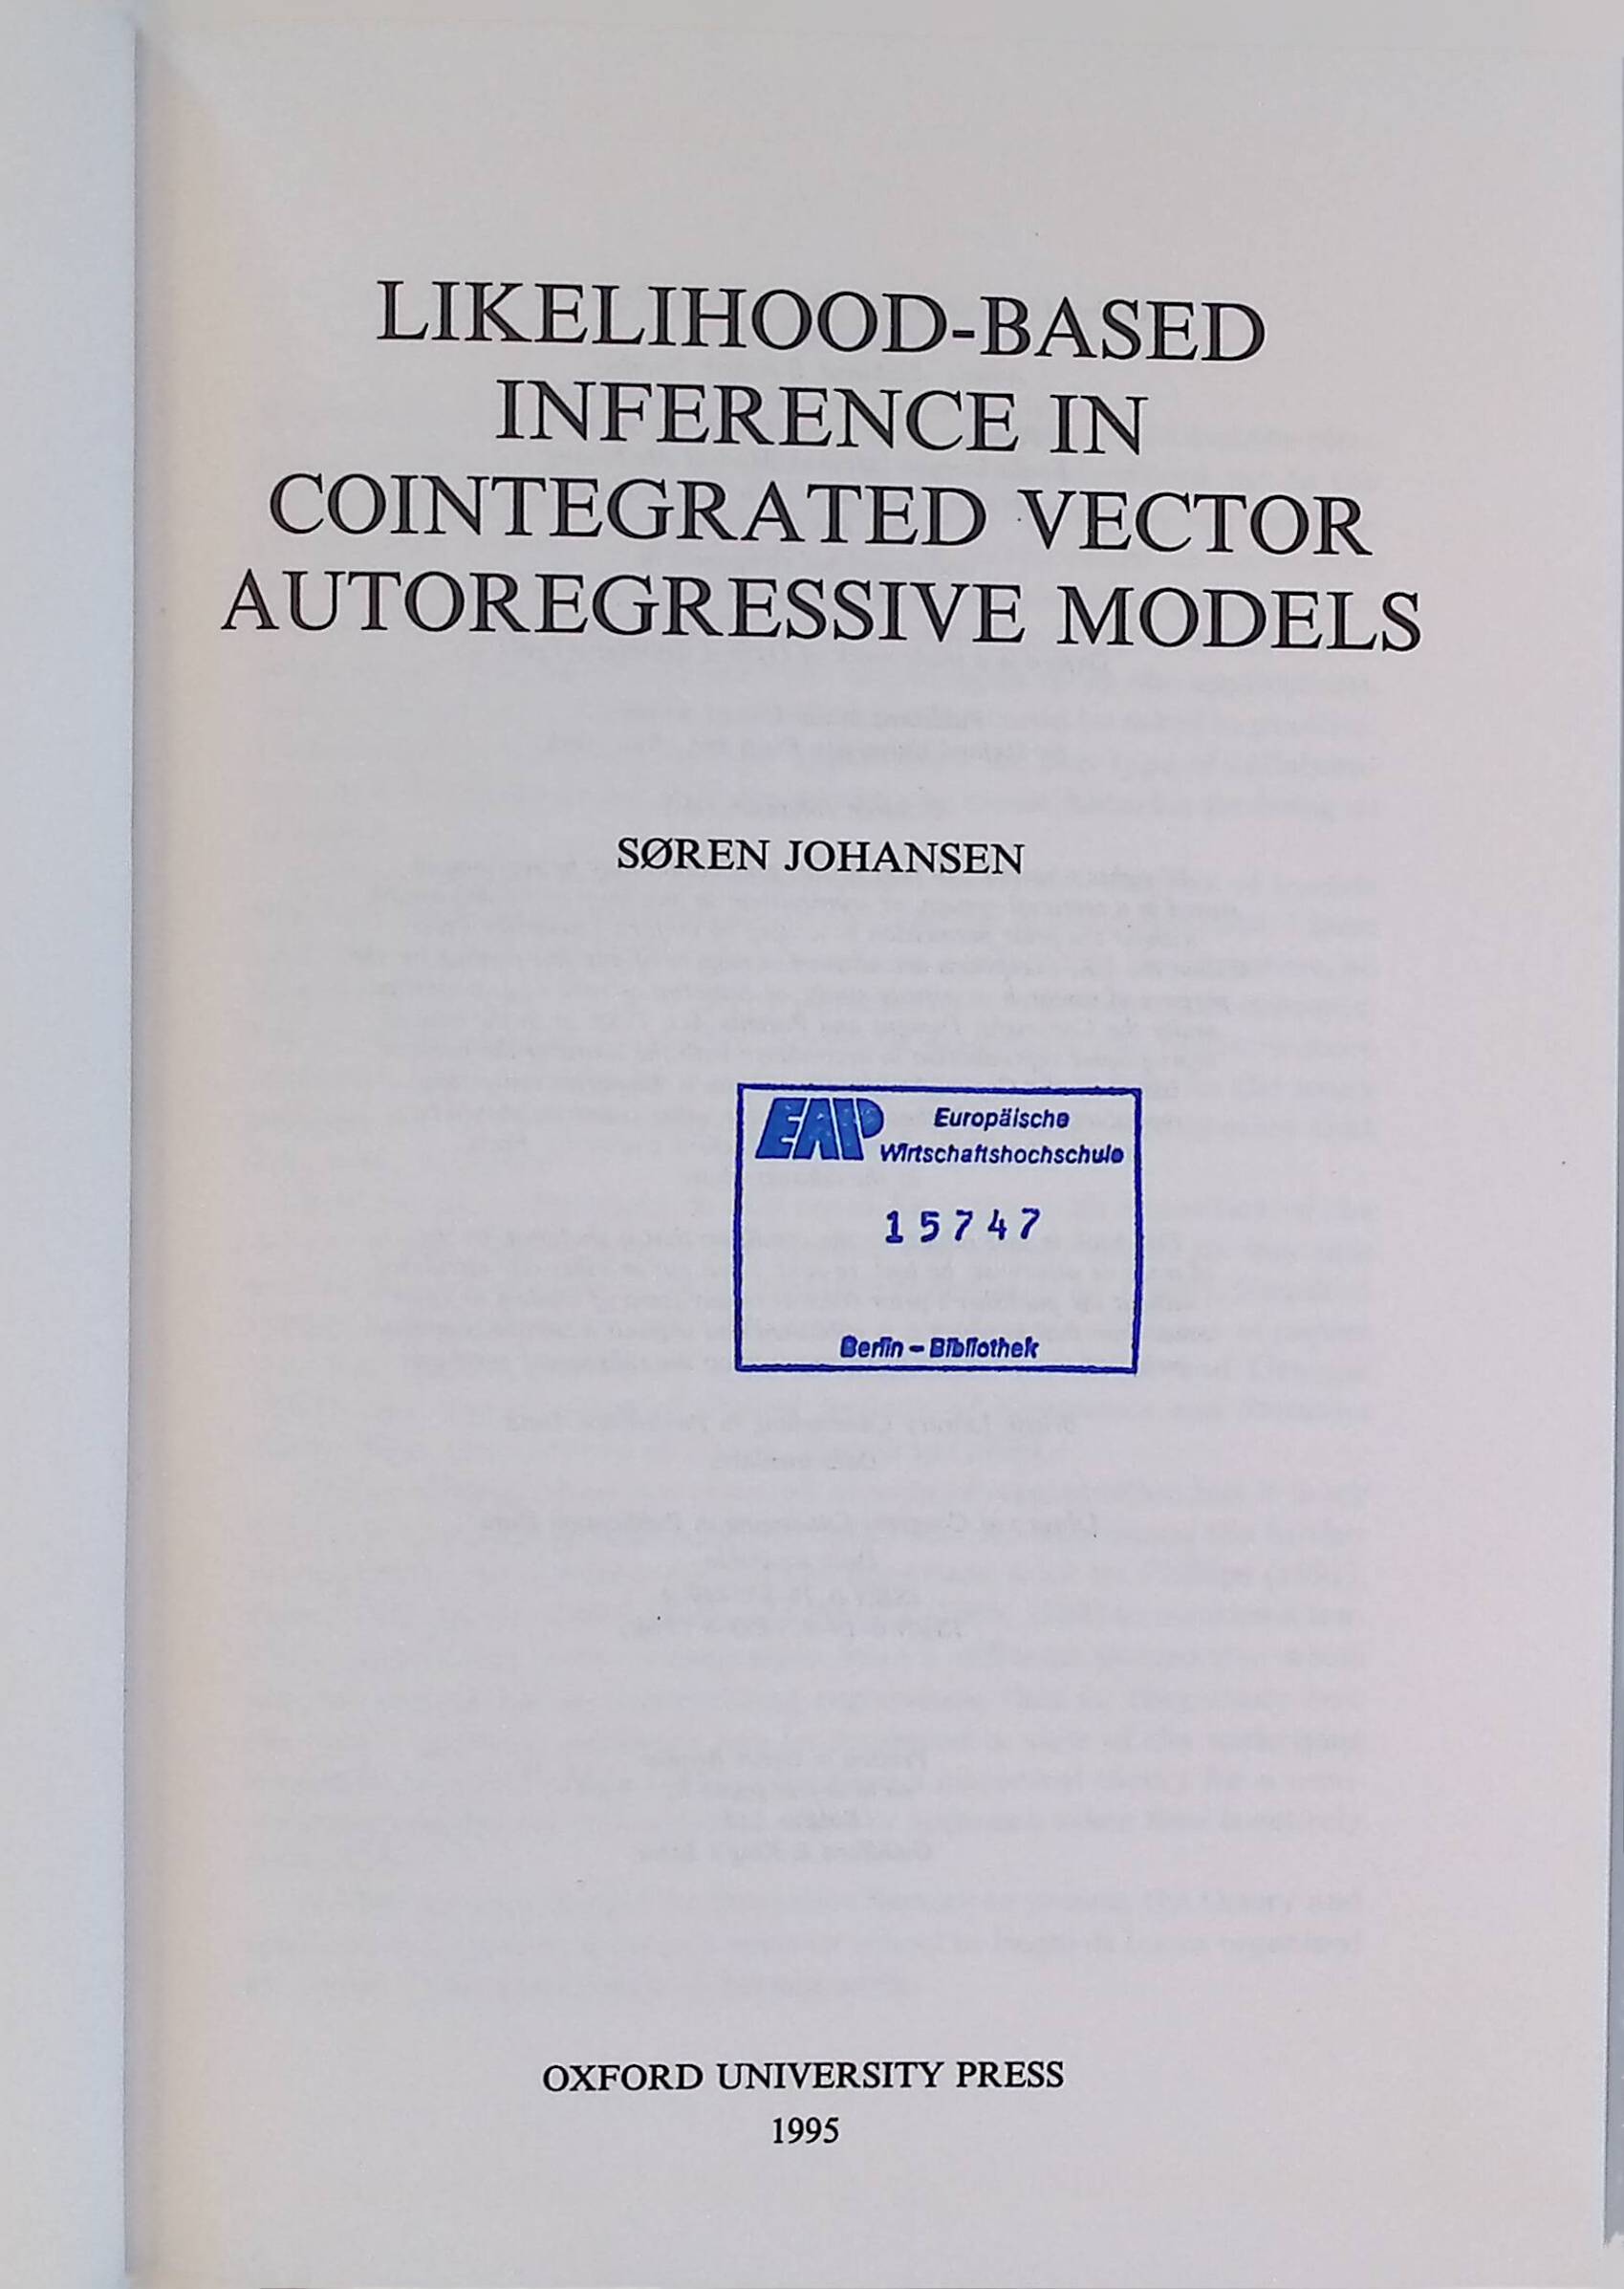 LIKELIHOOD-BASED
INFERENCE IN
COINTEGRATED VECTOR
AUTOREGRESSIVE MODELS
SØREN JOHANSEN
EAP
Europäische
Wirtschaftshochschule
15747
Berlin - Bibliothek
OXFORD UNIVERSITY PRESS
1995